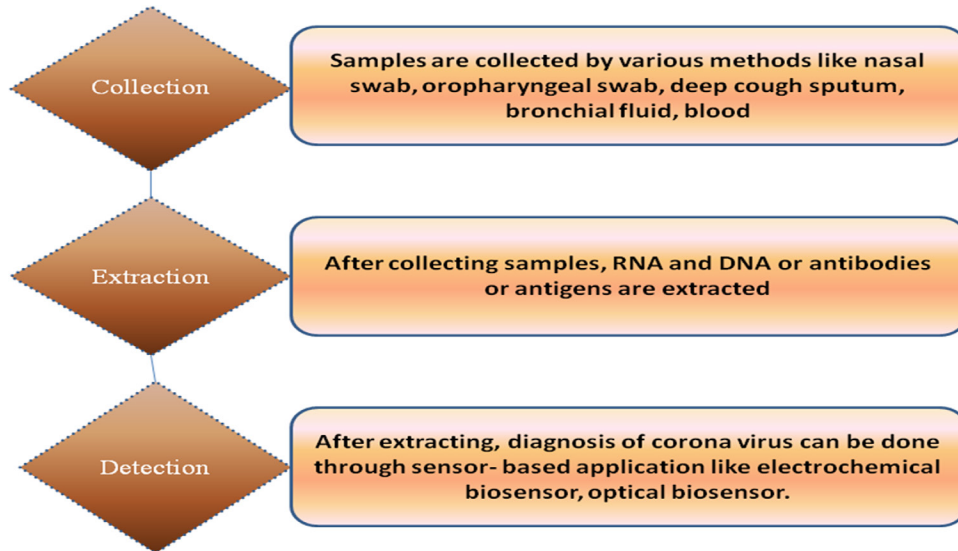 Collection
Samples are collected by various methods like nasal
swab, oropharyngeal swab, deep cough sputum,
bronchial fluid, blood
Extraction
After collecting samples, RNA and DNA or antibodies
or antigens are extracted
Detection
After extracting, diagnosis of corona virus can be done
through sensor- based application like electrochemical
biosensor, optical biosensor.